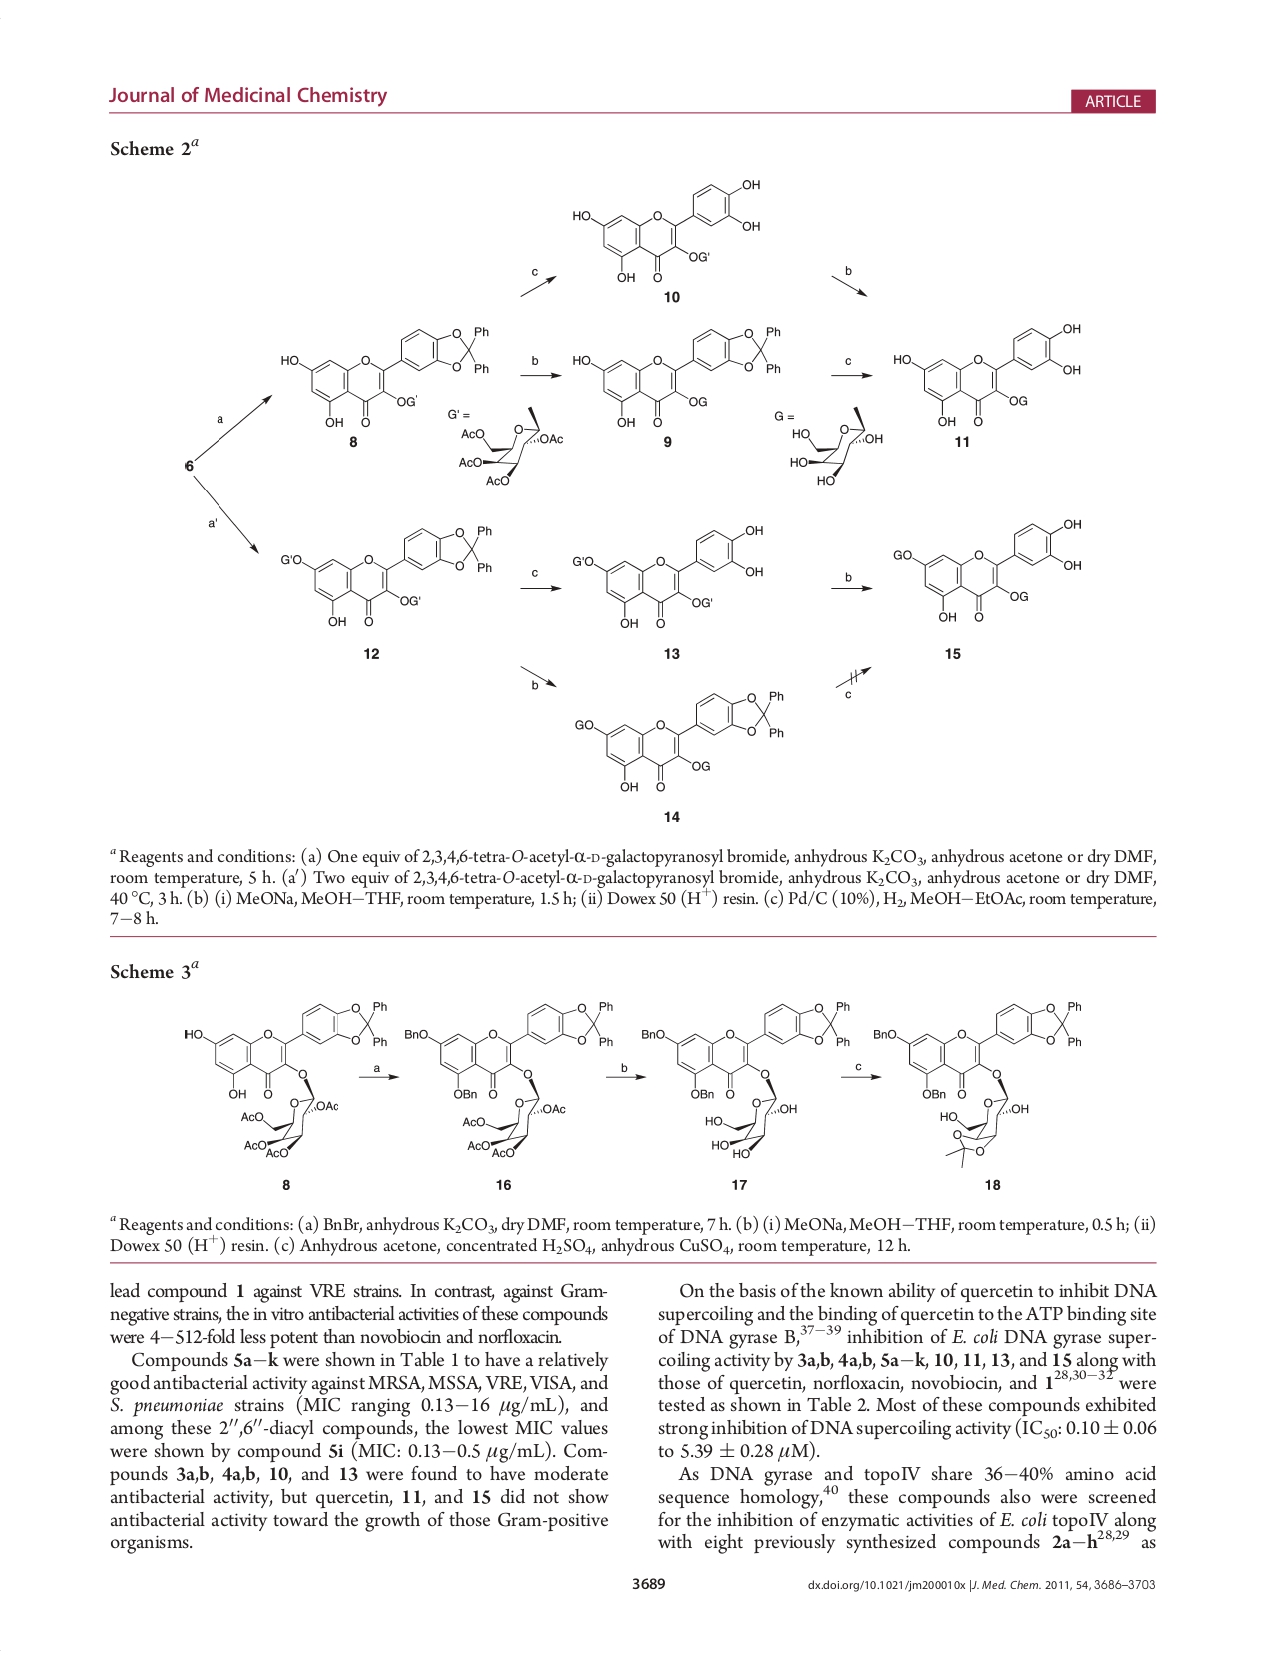 Journal of Medicinal Chemistry
ARTICLE
Scheme 2a
OH
HO
O
OH
OG'
OH
O
c
b
10
O
Ph
HO
O
O
Ph
OG'
OH
O
8
b
O
Ph
HO
O
O
Ph
OG
OH
O
9
c
OH
HO
O
OH
OG
OH
O
11
G' =
AcO
O
OAc
AcO
AcO
G =
HO
O
OH
HO
HO
a
6
a'
O
Ph
G'O
O
O
Ph
OG'
OH
O
12
c
OH
G'O
O
OH
OG'
OH
O
13
b
OH
GO
O
OH
OG
OH
O
15
b
c
O
Ph
GO
O
O
Ph
OG
OH
O
14
a Reagents and conditions: (a) One equiv of 2,3,4,6-tetra-O-acetyl-α-D-galactopyranosyl bromide, anhydrous K2CO3, anhydrous acetone or dry DMF,
room temperature, 5 h. (a′) Two equiv of 2,3,4,6-tetra-O-acetyl-α-D-galactopyranosyl bromide, anhydrous K2CO3, anhydrous acetone or dry DMF,
40 °C, 3 h. (b) (i) MeONa, MeOH−THF, room temperature, 1.5 h; (ii) Dowex 50 (H+) resin. (c) Pd/C (10%), H2, MeOH−EtOAc, room temperature,
7−8 h.
Scheme 3a
O
Ph
HO
O
O
Ph
O
OH
O
O
OAc
AcO
AcO
AcO
8
a
O
Ph
BnO
O
O
Ph
O
OBn
O
O
OAc
AcO
AcO
AcO
16
b
O
Ph
BnO
O
O
Ph
O
OBn
O
O
OH
HO
HO
HO
17
c
O
Ph
BnO
O
O
Ph
O
OBn
O
O
OH
HO
O
O
18
a Reagents and conditions: (a) BnBr, anhydrous K2CO3, dry DMF, room temperature, 7 h. (b) (i) MeONa, MeOH−THF, room temperature, 0.5 h; (ii)
Dowex 50 (H+) resin. (c) Anhydrous acetone, concentrated H2SO4, anhydrous CuSO4, room temperature, 12 h.
lead compound 1 against VRE strains. In contrast, against Gram-
negative strains, the in vitro antibacterial activities of these compounds
were 4−512-fold less potent than novobiocin and norfloxacin.
Compounds 5a−k were shown in Table 1 to have a relatively
good antibacterial activity against MRSA, MSSA, VRE, VISA, and
S. pneumoniae strains (MIC ranging 0.13−16 μg/mL), and
among these 2″,6″-diacyl compounds, the lowest MIC values
were shown by compound 5i (MIC: 0.13−0.5 μg/mL). Com-
pounds 3a,b, 4a,b, 10, and 13 were found to have moderate
antibacterial activity, but quercetin, 11, and 15 did not show
antibacterial activity toward the growth of those Gram-positive
organisms.
On the basis of the known ability of quercetin to inhibit DNA
supercoiling and the binding of quercetin to the ATP binding site
of DNA gyrase B,37−39 inhibition of E. coli DNA gyrase super-
coiling activity by 3a,b, 4a,b, 5a−k, 10, 11, 13, and 15 along with
those of quercetin, norfloxacin, novobiocin, and 128,30−32 were
tested as shown in Table 2. Most of these compounds exhibited
strong inhibition of DNA supercoiling activity (IC50: 0.10 ± 0.06
to 5.39 ± 0.28 μM).
As DNA gyrase and topoIV share 36−40% amino acid
sequence homology,40 these compounds also were screened
for the inhibition of enzymatic activities of E. coli topoIV along
with eight previously synthesized compounds 2a−h28,29 as
3689
dx.doi.org/10.1021/jm200010x |J. Med. Chem. 2011, 54, 3686–3703